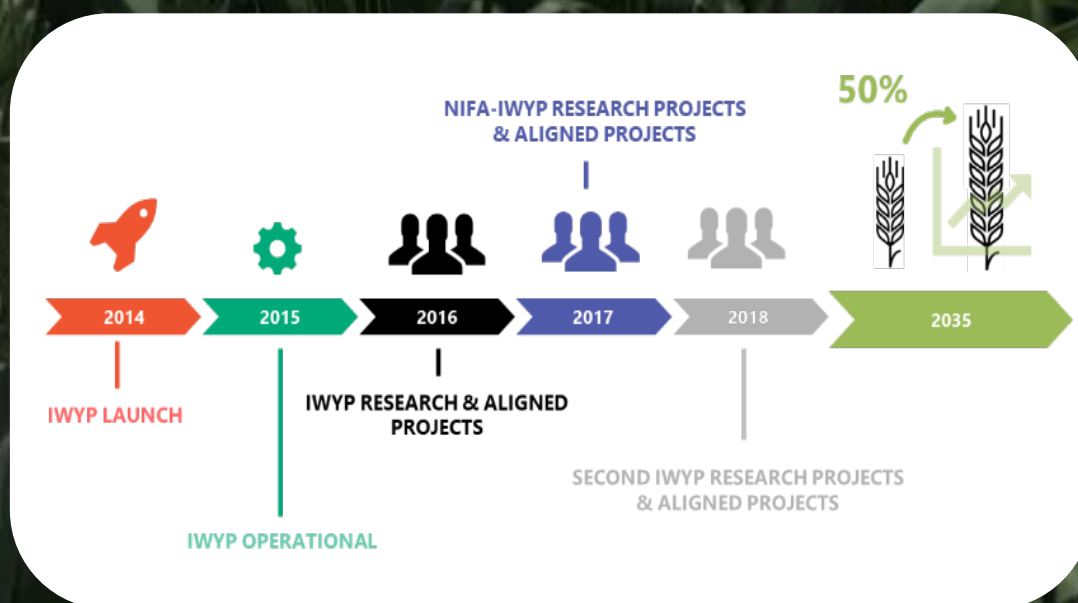 50%
NIFA-IWYP RESEARCH PROJECTS
& ALIGNED PROJECTS
2014
2015
2016
2017
2018
2035
IWYP LAUNCH
IWYP RESEARCH & ALIGNED
PROJECTS
SECOND IWYP RESEARCH PROJECTS
& ALIGNED PROJECTS
IWYP OPERATIONAL